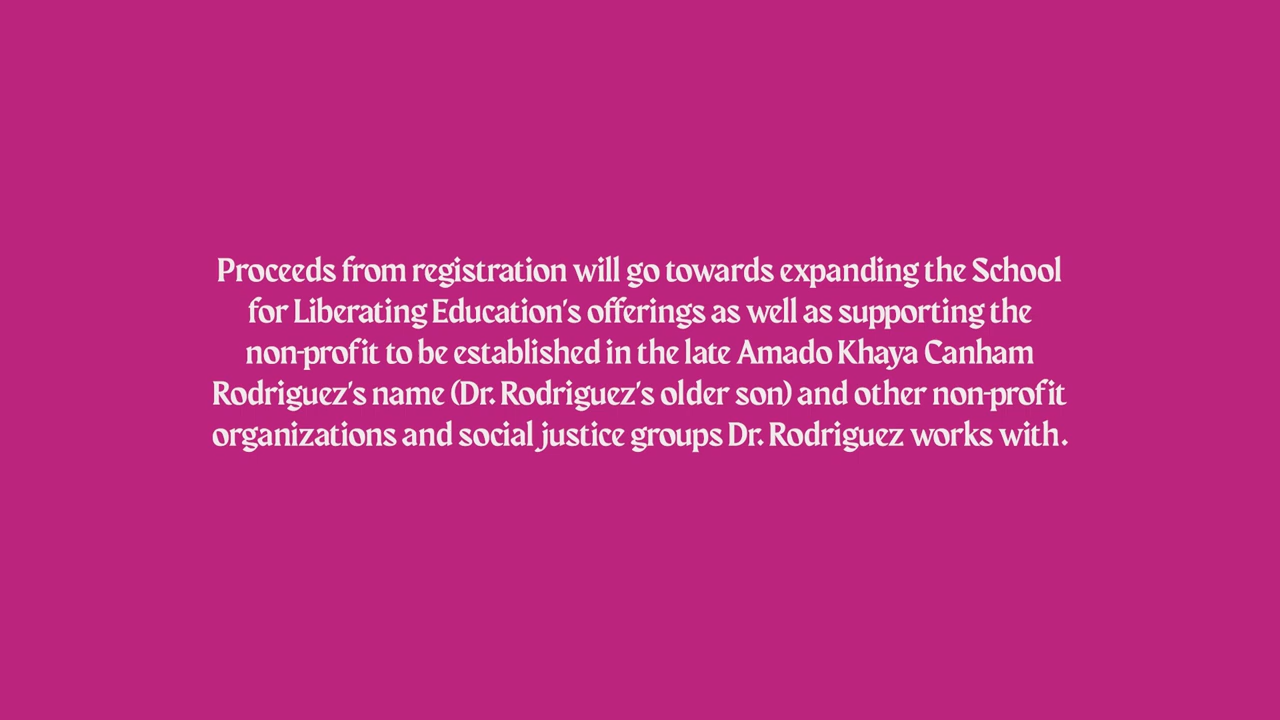 Proceeds from registration will go towards expanding the School
for Liberating Education's offerings as well as supporting the
non-profit to be established in the late Amado Khaya Canham
Rodriguez's name (Dr. Rodriguez's older son) and other non-profit
organizations and social justice groups Dr. Rodriguez works with.